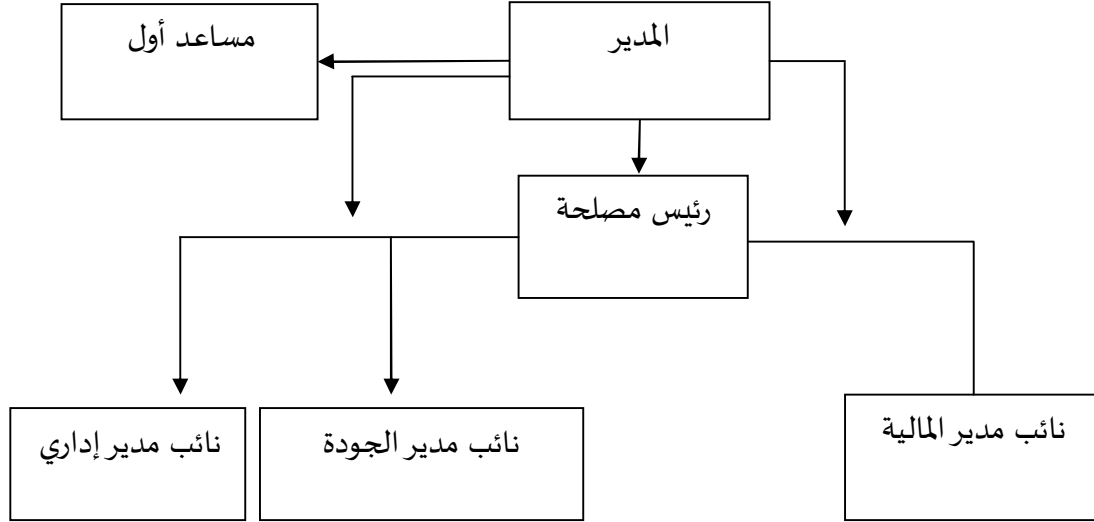 المدير
مساعد أول
رئيس مصلحة
نائب مدير المالية
نائب مدير الجودة
نائب مدير إداري